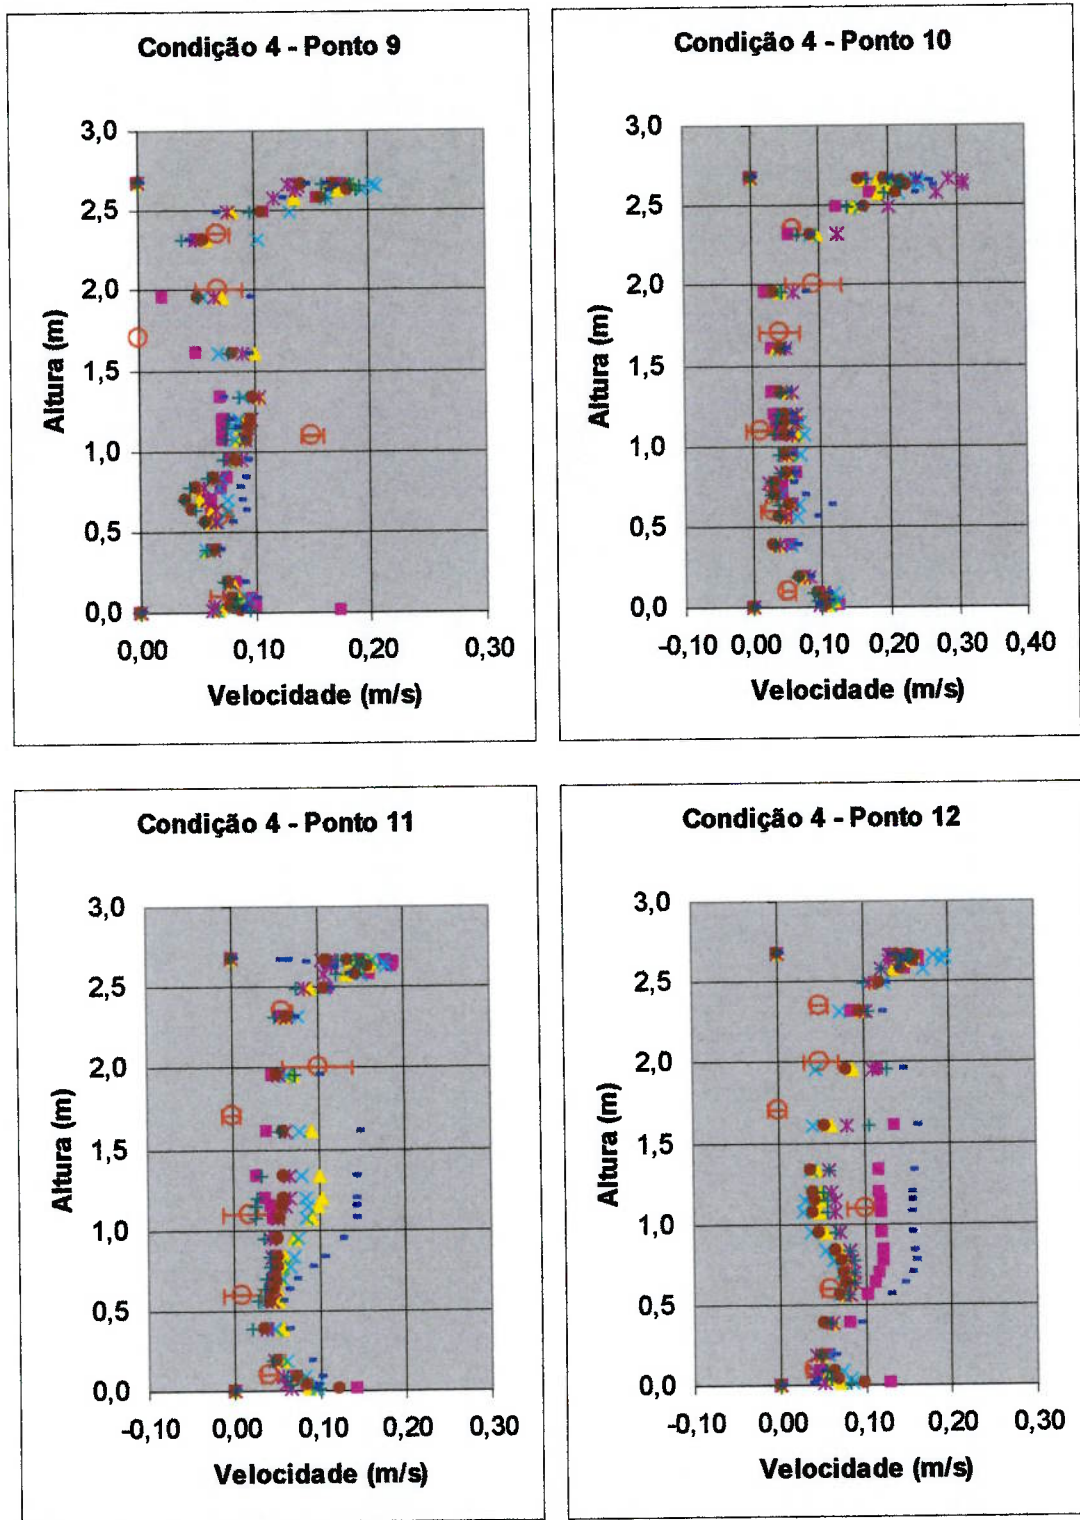 Condição 4 - Ponto 9
3,0
2,5
2,0
1,5
1,0
0,5
0,0
Altura (m)
0,00 0,10 0,20 0,30
Velocidade (m/s)
Condição 4 - Ponto 10
3,0
2,5
2,0
1,5
1,0
0,5
0,0
Altura (m)
-0,10 0,00 0,10 0,20 0,30 0,40
Velocidade (m/s)
Condição 4 - Ponto 11
3,0
2,5
2,0
1,5
1,0
0,5
0,0
Altura (m)
-0,10 0,00 0,10 0,20 0,30
Velocidade (m/s)
Condição 4 - Ponto 12
3,0
2,5
2,0
1,5
1,0
0,5
0,0
Altura (m)
-0,10 0,00 0,10 0,20 0,30
Velocidade (m/s)